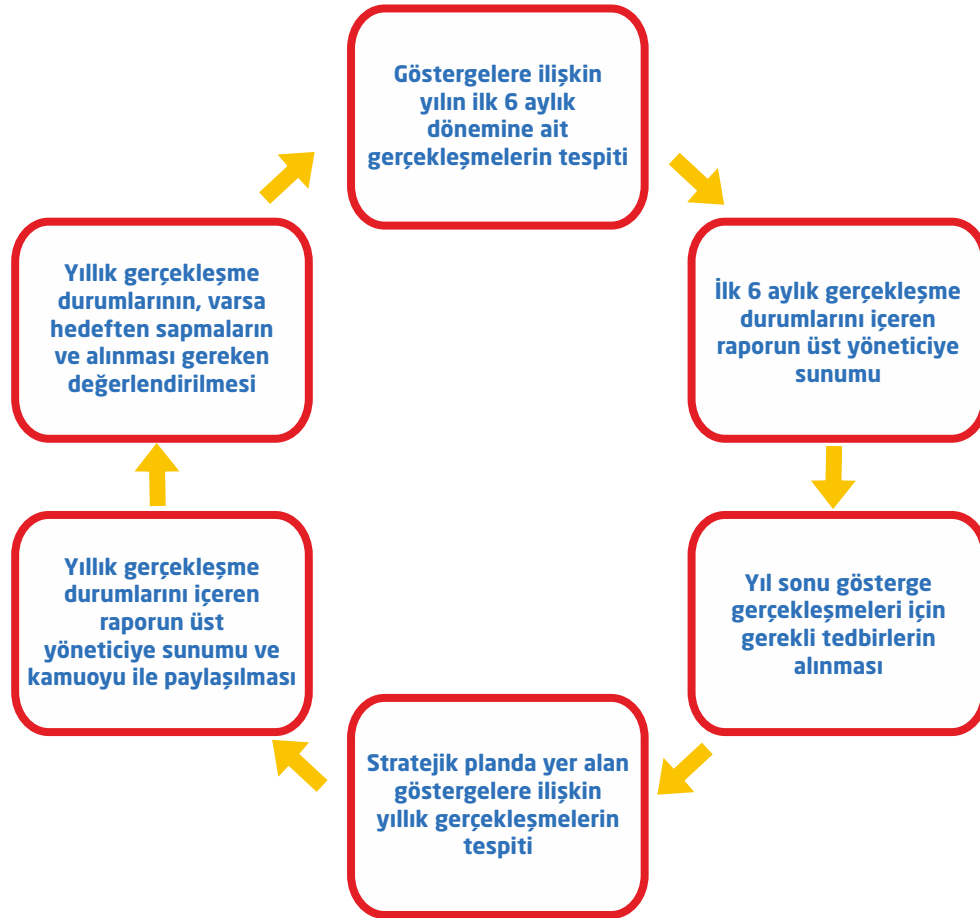 Göstergelere ilişkin
yılın ilk 6 aylık
dönemine ait
gerçekleşmelerin tespiti
İlk 6 aylık gerçekleşme
durumlarını içeren
raporun üst yöneticiye
sunumu
Yıl sonu gösterge
gerçekleşmeleri için
gerekli tedbirlerin
alınması
Stratejik planda yer alan
göstergelere ilişkin
yıllık gerçekleşmelerin
tespiti
Yıllık gerçekleşme
durumlarını içeren
raporun üst
yöneticiye sunumu ve
kamuoyu ile paylaşılması
Yıllık gerçekleşme
durumlarının, varsa
hedeften sapmaların
ve alınması gereken
değerlendirilmesi